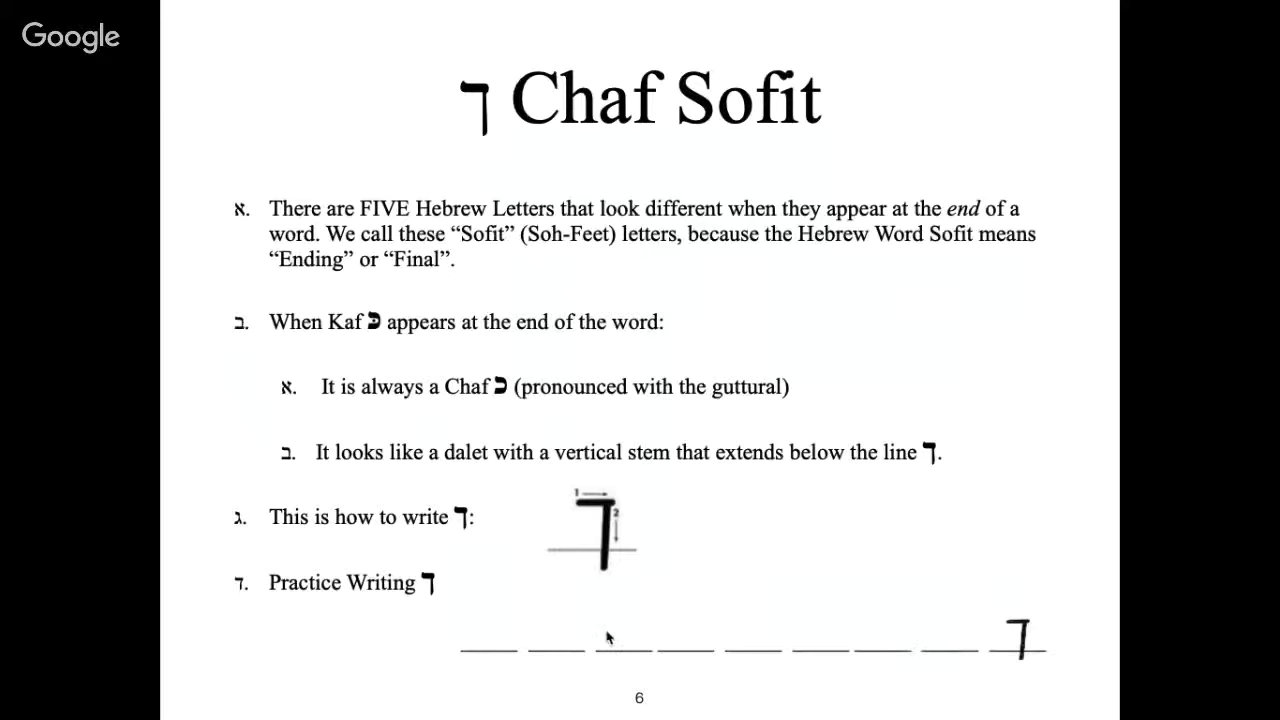 Google
ך Chaf Sofit
א. There are FIVE Hebrew Letters that look different when they appear at the end of a
word. We call these “Sofit” (Soh-Feet) letters, because the Hebrew Word Sofit means
“Ending” or “Final”.
ב. When Kaf כּ appears at the end of the word:
א. It is always a Chaf כ (pronounced with the guttural)
ב. It looks like a dalet with a vertical stem that extends below the line ך.
ג. This is how to write ך:
1
ך
2
ד. Practice Writing ך
ך
6